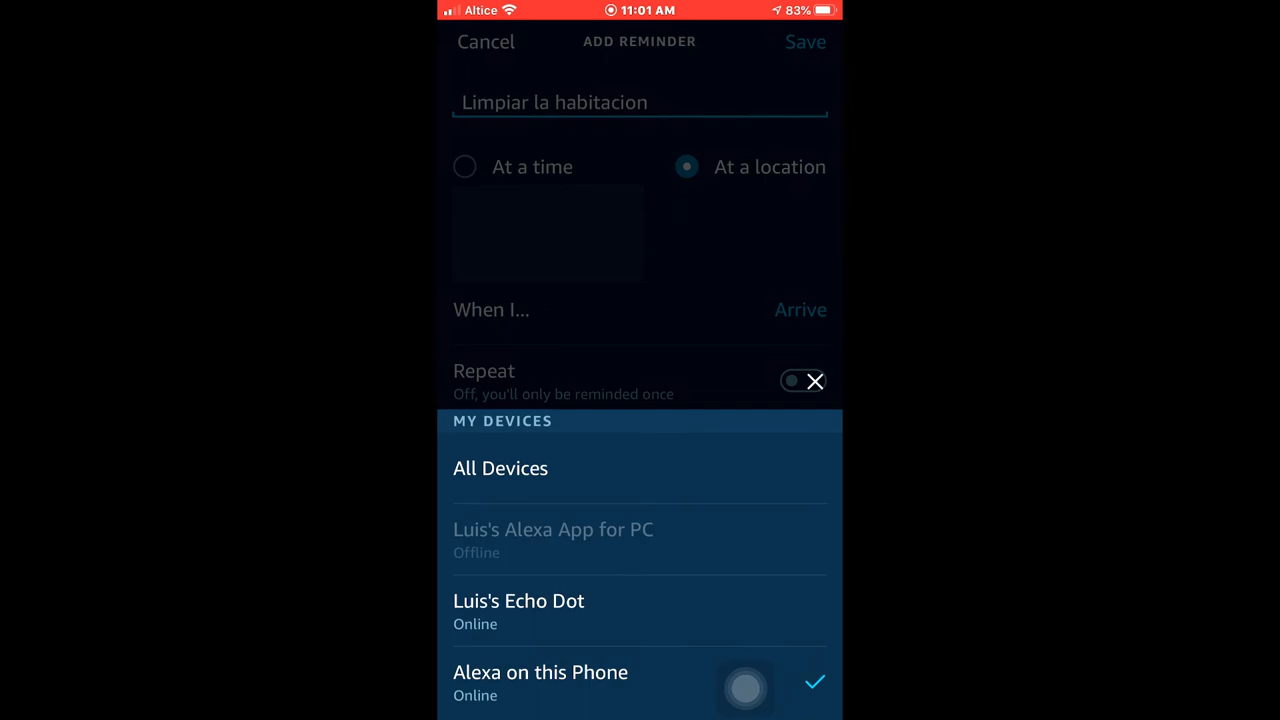 Altice 11:01 AM 83%
Cancel ADD REMINDER Save
Limpiar la habitacion
At a time At a location
When I... Arrive
Repeat
Off, you'll only be reminded once
MY DEVICES
All Devices
Luis's Alexa App for PC
Offline
Luis's Echo Dot
Online
Alexa on this Phone
Online